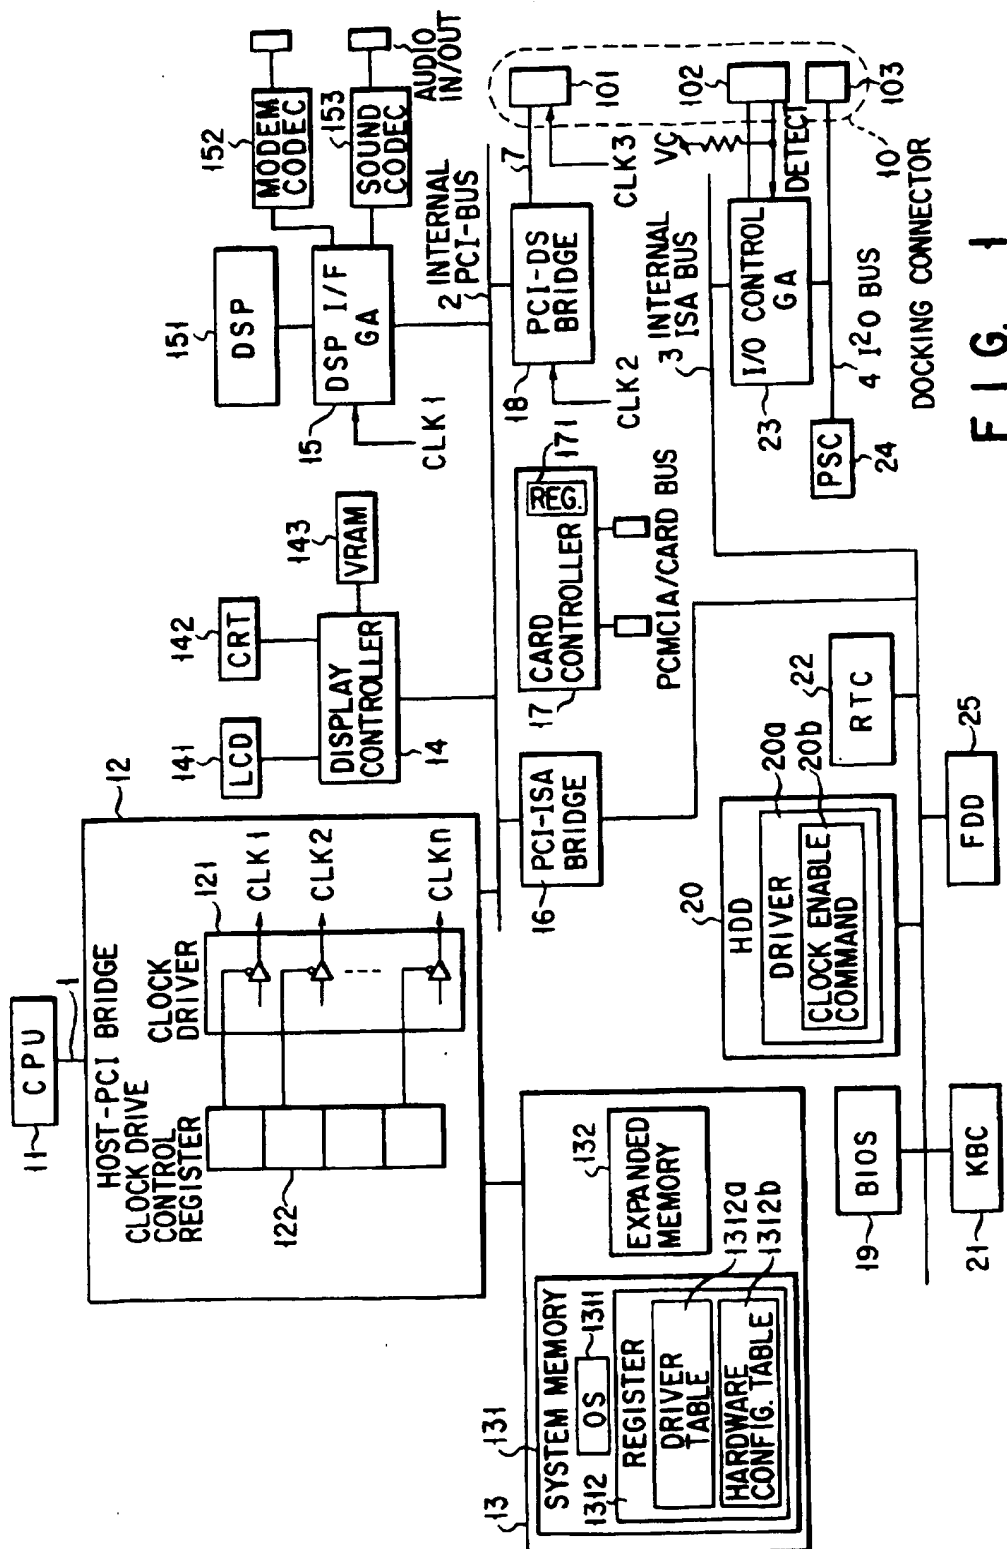 11
CPU
1
HOST-PCI BRIDGE
12
CLOCK DRIVE
CONTROL
REGISTER
CLOCK
DRIVER
121
122
CLK1
CLK2
CLKn
13
131
SYSTEM MEMORY
OS
1311
1312
REGISTER
DRIVER
TABLE
HARDWARE
CONFIG. TABLE
132
EXPANDED
MEMORY
1312a
1312b
141
LCD
142
CRT
143
VRAM
DISPLAY
CONTROLLER
14
151
DSP
15
DSP I/F
GA
CLK1
152
MODEM
CODEC
153
SOUND
CODEC
AUDIO
IN/OUT
2
INTERNAL
PCI-BUS
16
PCI-ISA
BRIDGE
17
CARD
CONTROLLER
REG.
171
PCMCIA/CARD BUS
18
PCI-DS
BRIDGE
CLK2
7
CLK3
101
VC
102
DETECT
103
10
DOCKING CONNECTOR
3
INTERNAL
ISA BUS
I/O CONTROL
GA
23
4
I²O BUS
PSC
24
19
BIOS
20
HDD
DRIVER
CLOCK ENABLE
COMMAND
20a
20b
22
RTC
21
KBC
FDD
25
FIG. 1